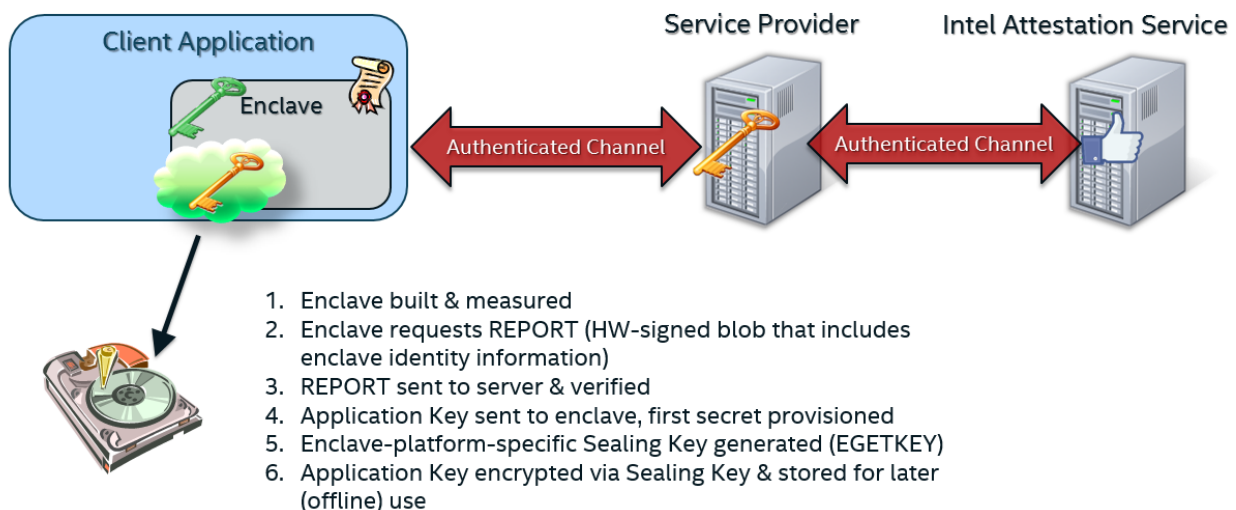 Client Application
Service Provider
Intel Attestation Service
Enclave
Authenticated Channel
Authenticated Channel
1. Enclave built & measured
2. Enclave requests REPORT (HW-signed blob that includes
enclave identity information)
3. REPORT sent to server & verified
4. Application Key sent to enclave, first secret provisioned
5. Enclave-platform-specific Sealing Key generated (EGETKEY)
6. Application Key encrypted via Sealing Key & stored for later
(offline) use